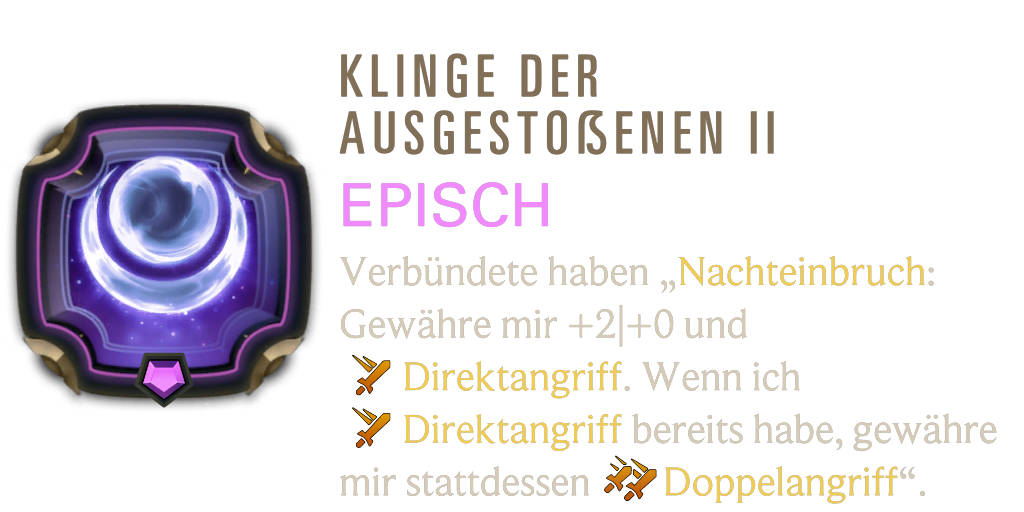 KLINGE DER
AUSGESTOßENEN II
EPISCH
Verbündete haben „Nachteinbruch:
Gewähre mir +2|+0 und
Direktangriff. Wenn ich
Direktangriff bereits habe, gewähre
mir stattdessen Doppelangriff“.